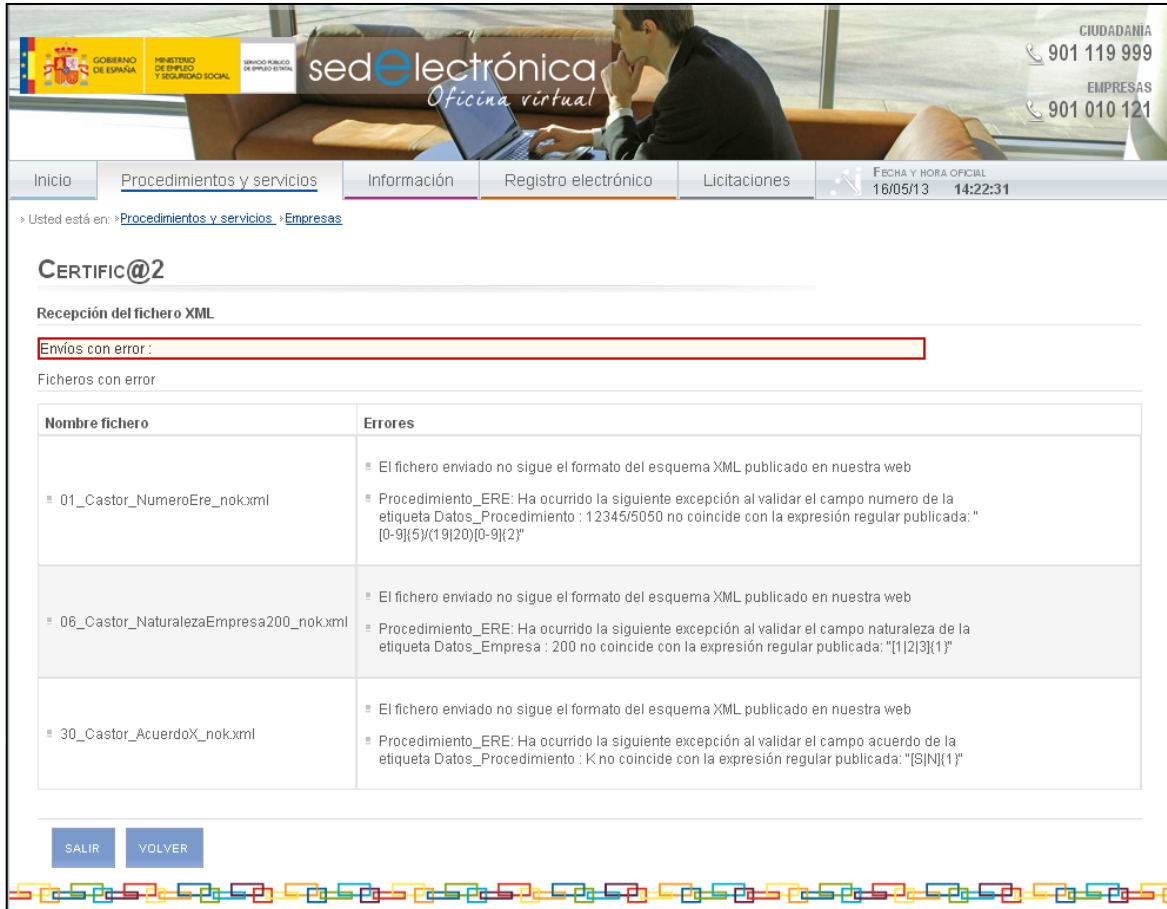 CIUDADANÍA
901 119 999
EMPRESAS
901 010 121
GOBIERNO
DE ESPAÑA
MINISTERIO
DE EMPLEO
Y SEGURIDAD SOCIAL
SERVICIO PÚBLICO
DE EMPLEO ESTATAL
sedelectrónica
Oficina virtual
Inicio
Procedimientos y servicios
Información
Registro electrónico
Licitaciones
FECHA Y HORA OFICIAL
16/05/13 14:22:31
Usted está en: Procedimientos y servicios Empresas
CERTIFIC@2
Recepción del fichero XML
Envíos con error :
Ficheros con error
Nombre fichero
Errores
01_Castor_NumeroEre_nok.xml
El fichero enviado no sigue el formato del esquema XML publicado en nuestra web
Procedimiento_ERE: Ha ocurrido la siguiente excepción al validar el campo numero de la
etiqueta Datos_Procedimiento : 12345/5050 no coincide con la expresión regular publicada: "
[0-9]{5}/(19|20)[0-9]{2}"
06_Castor_NaturalezaEmpresa200_nok.xml
El fichero enviado no sigue el formato del esquema XML publicado en nuestra web
Procedimiento_ERE: Ha ocurrido la siguiente excepción al validar el campo naturaleza de la
etiqueta Datos_Empresa : 200 no coincide con la expresión regular publicada: "[1|2|3]{1}"
30_Castor_AcuerdoX_nok.xml
El fichero enviado no sigue el formato del esquema XML publicado en nuestra web
Procedimiento_ERE: Ha ocurrido la siguiente excepción al validar el campo acuerdo de la
etiqueta Datos_Procedimiento : K no coincide con la expresión regular publicada: "[S|N]{1}"
SALIR
VOLVER